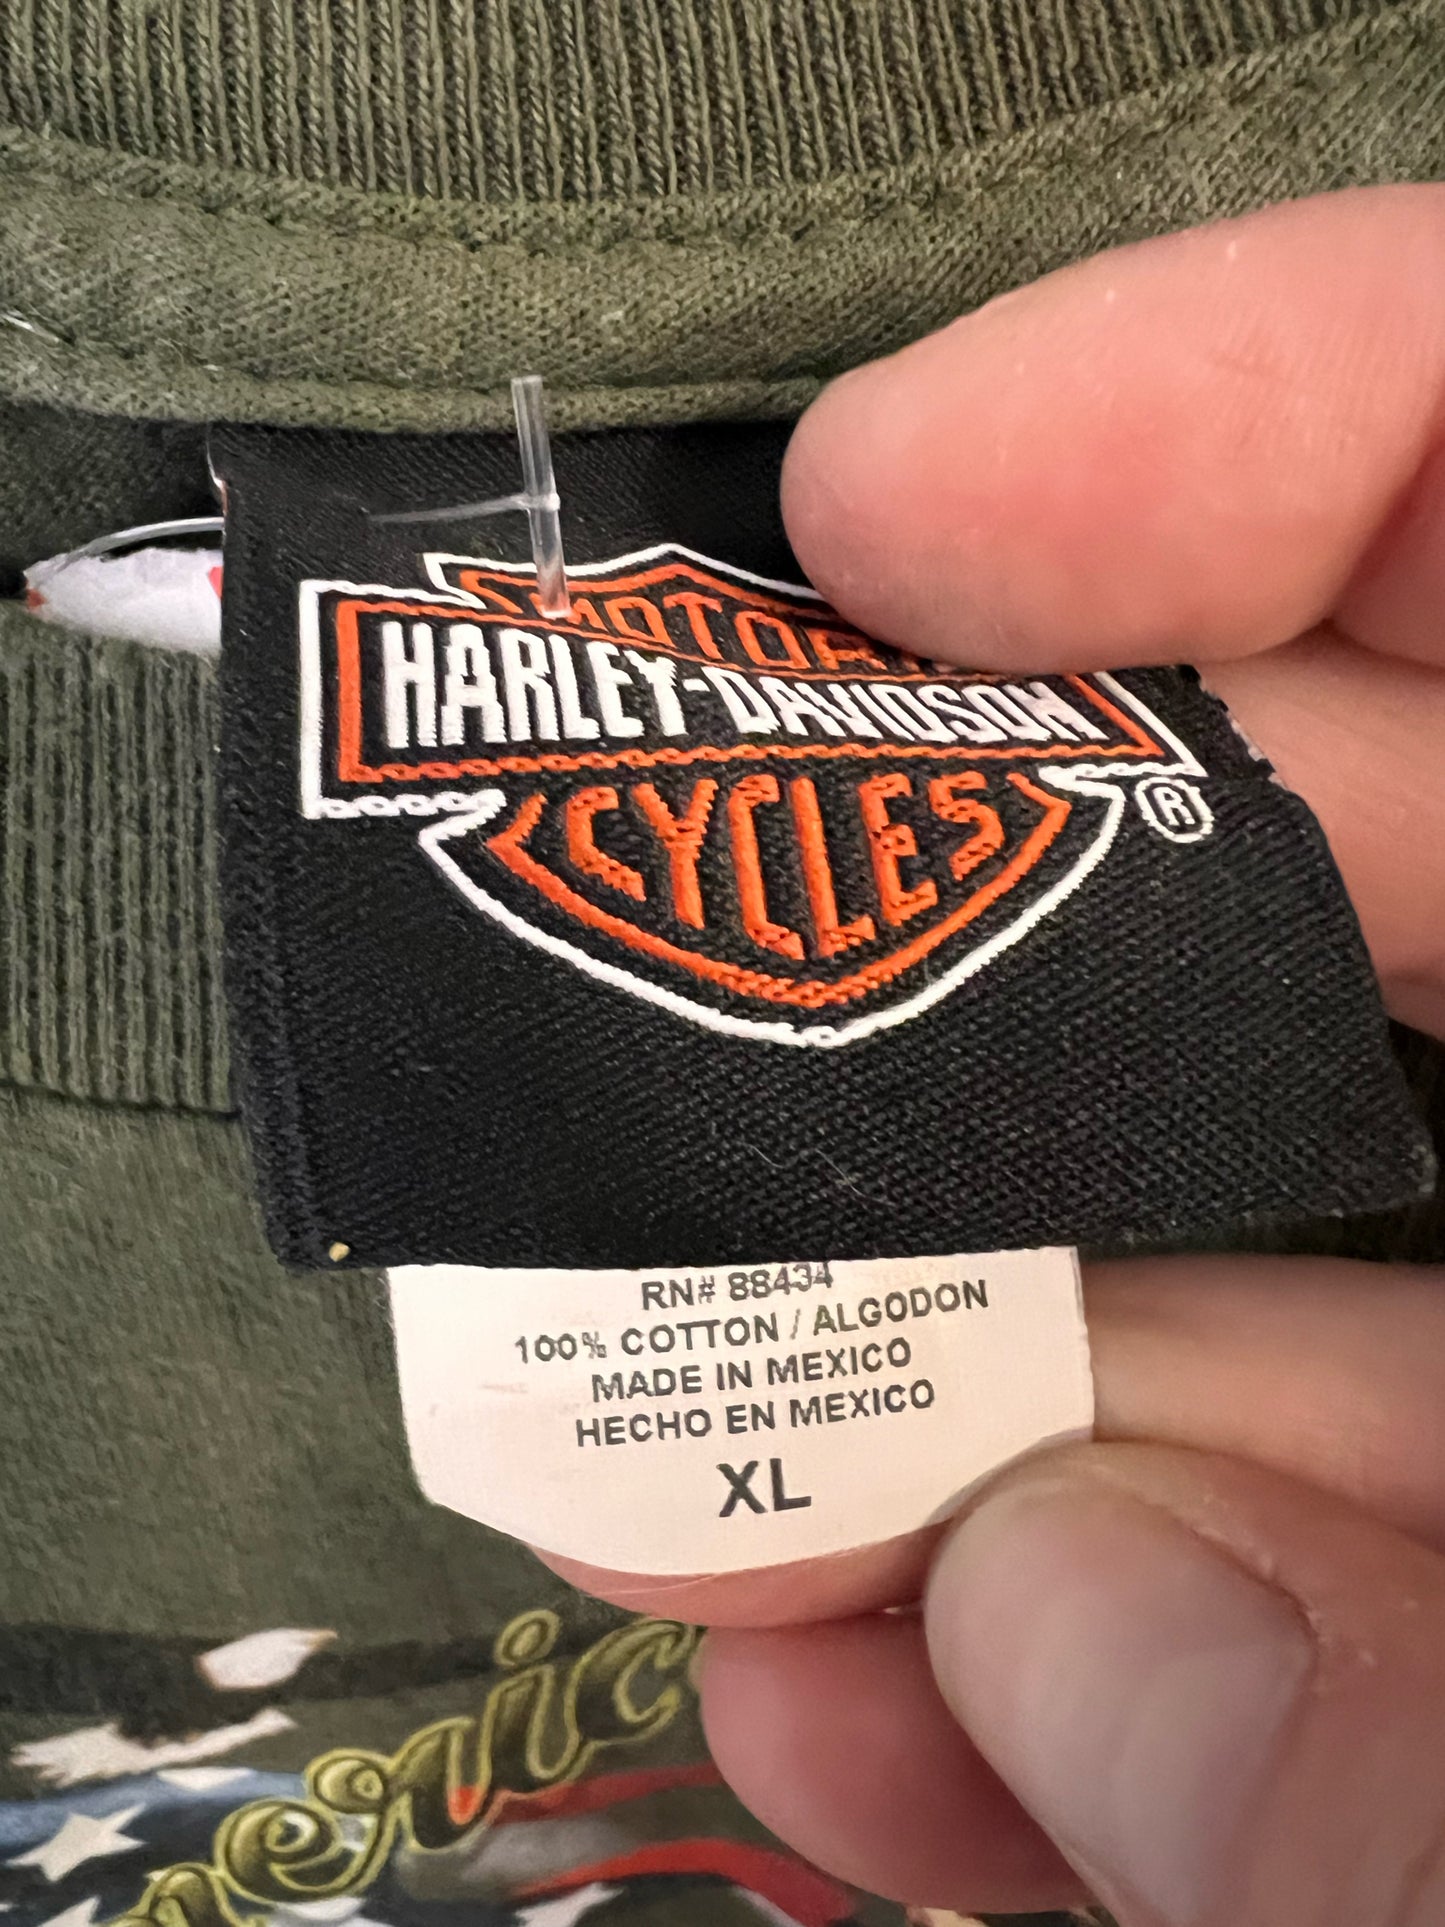 MOTOR
HARLEY-DAVIDSON
CYCLES
®
RN# 88434
100% COTTON / ALGODON
MADE IN MEXICO
HECHO EN MEXICO
XL